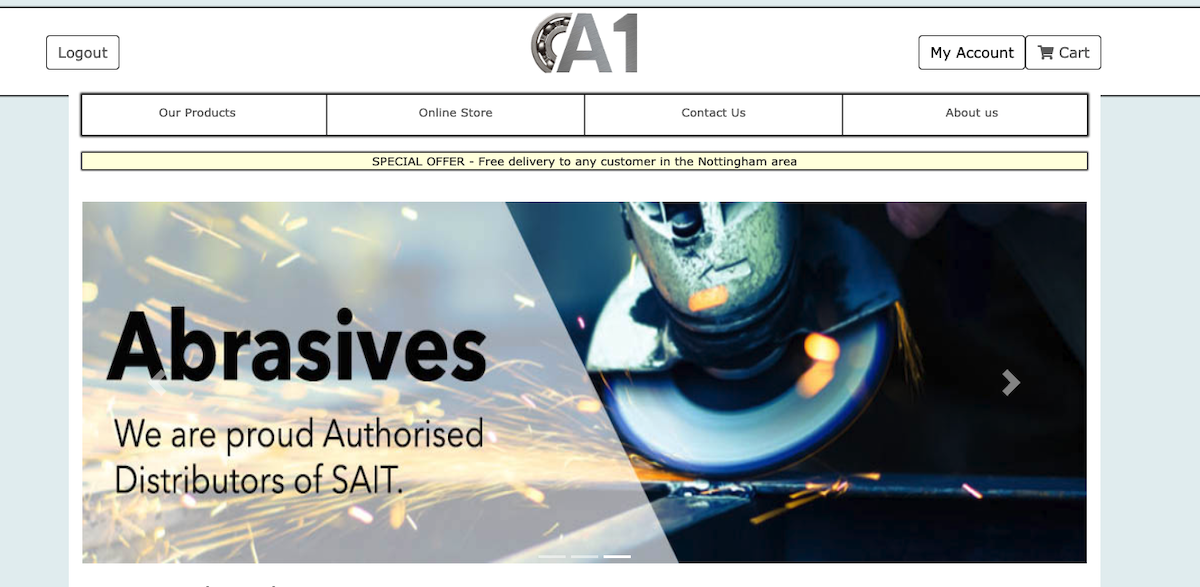 Logout
A1
My Account
Cart
Our Products
Online Store
Contact Us
About us
SPECIAL OFFER - Free delivery to any customer in the Nottingham area
Abrasives
We are proud Authorised
Distributors of SAIT.